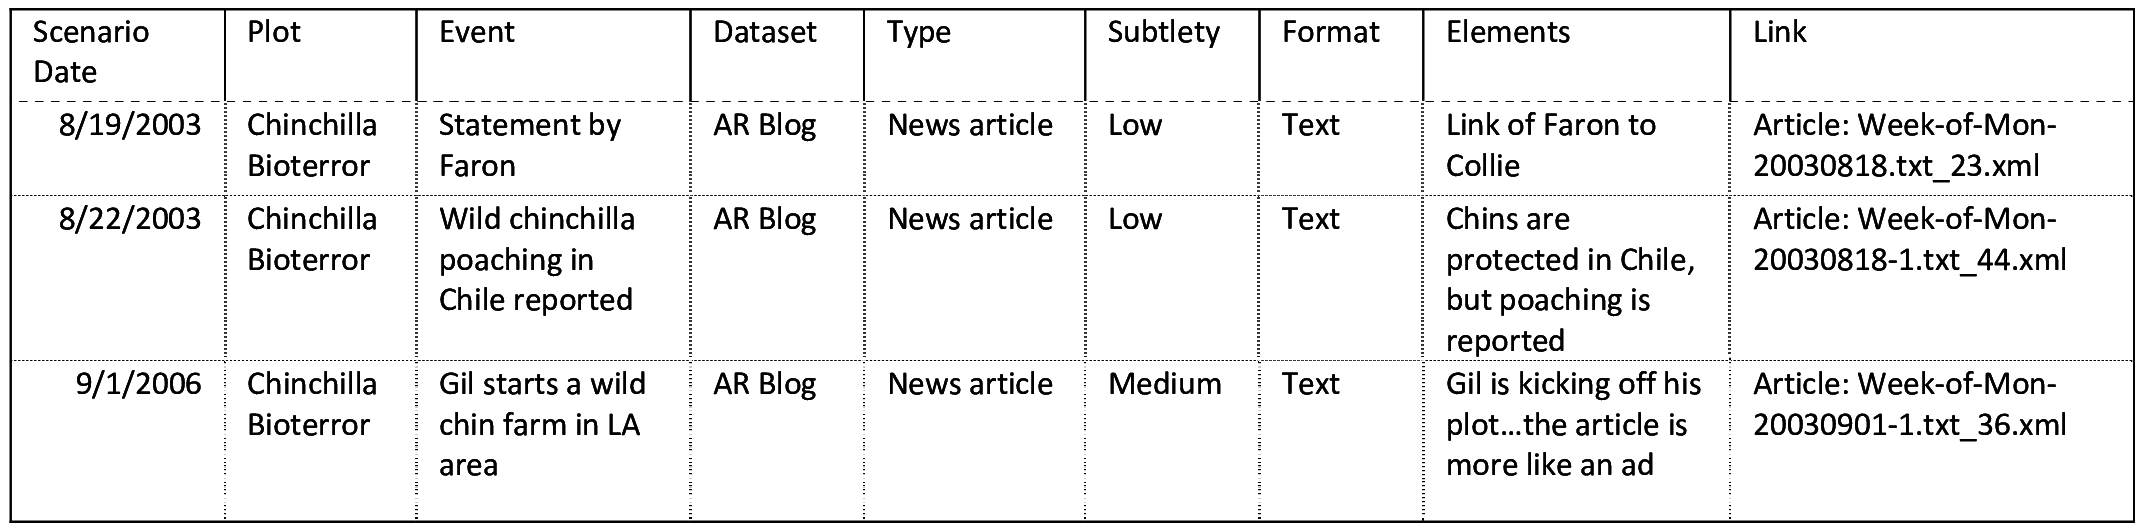 Scenario Date | Plot | Event | Dataset | Type | Subtlety | Format | Elements | Link
8/19/2003 | Chinchilla Bioterror | Statement by Faron | AR Blog | News article | Low | Text | Link of Faron to Collie | Article: Week-of-Mon-20030818.txt_23.xml
8/22/2003 | Chinchilla Bioterror | Wild chinchilla poaching in Chile reported | AR Blog | News article | Low | Text | Chins are protected in Chile, but poaching is reported | Article: Week-of-Mon-20030818-1.txt_44.xml
9/1/2006 | Chinchilla Bioterror | Gil starts a wild chin farm in LA area | AR Blog | News article | Medium | Text | Gil is kicking off his plot…the article is more like an ad | Article: Week-of-Mon-20030901-1.txt_36.xml